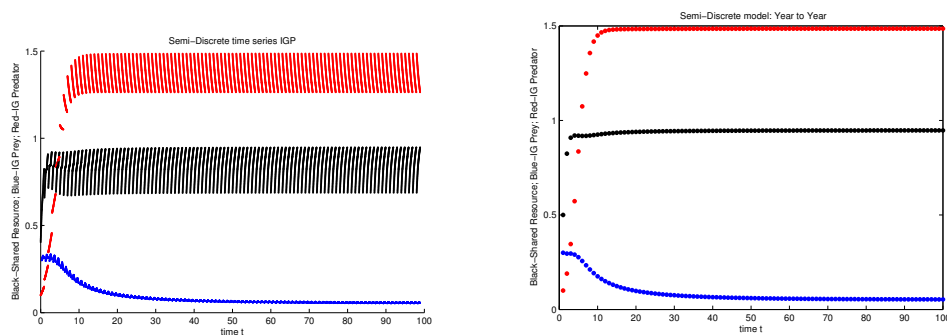 Semi−Discrete time series IGP
Black−Shared Resource; Blue−IG Prey; Red−IG Predator
1.5
1
0.5
0
0 10 20 30 40 50 60 70 80 90 100
time t
Semi−Discrete model: Year to Year
Black−Shared Resource; Blue−IG Prey; Red−IG Predator
1.5
1
0.5
0
0 10 20 30 40 50 60 70 80 90
time t